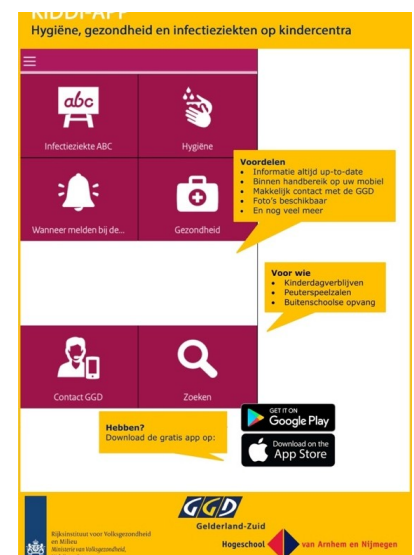 KIDDI-APP
Hygiëne, gezondheid en infectieziekten op kindercentra
abc
Infectieziekte ABC
Hygiëne
Wanneer melden bij de...
Gezondheid
Voordelen
• Informatie altijd up-to-date
• Binnen handbereik op uw mobiel
• Makkelijk contact met de GGD
• Foto's beschikbaar
• En nog veel meer
Voor wie
• Kinderdagverblijven
• Peuterspeelzalen
• Buitenschoolse opvang
Contact GGD
Zoeken
Hebben?
Download de gratis app op:
GET IT ON
Google Play
Download on the
App Store
GGD
Gelderland-Zuid
Rijksinstituut voor Volksgezondheid
en Milieu
Ministerie van Volksgezondheid,
Hogeschool van Arnhem en Nijmegen